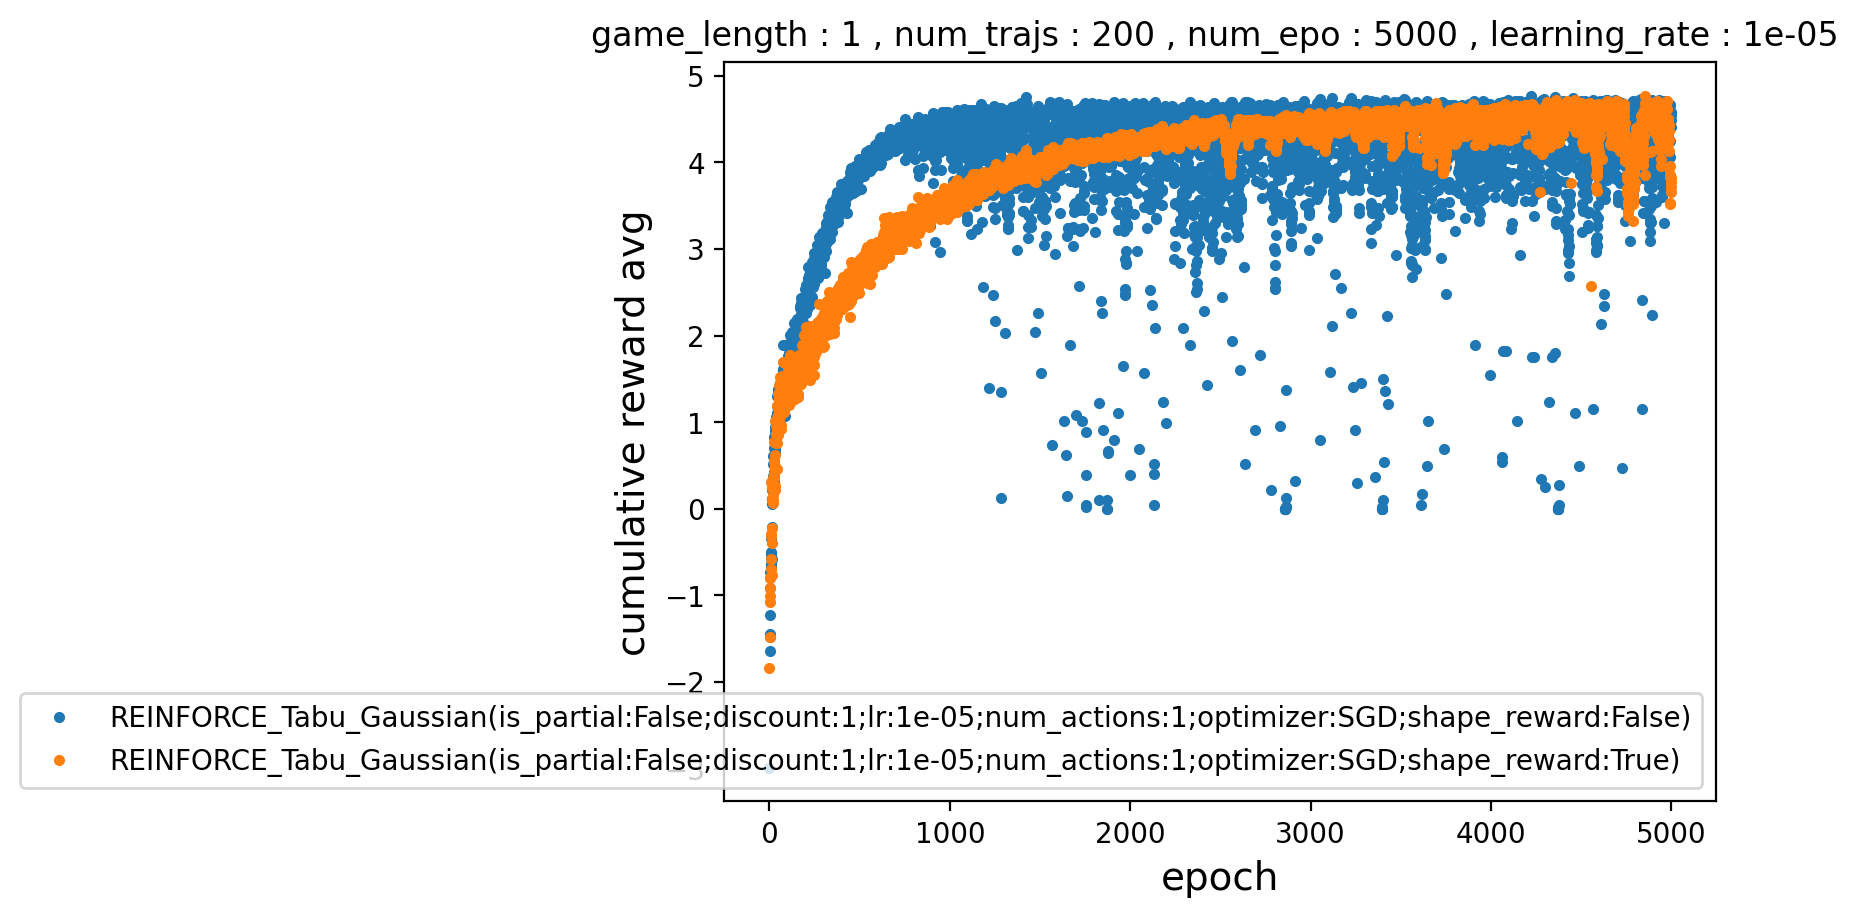 game_length : 1 , num_trajs : 200 , num_epo : 5000 , learning_rate : 1e-05
5
4
3
2
1
0
−1
−2
−3
cumulative reward avg
REINFORCE_Tabu_Gaussian(is_partial:False;discount:1;lr:1e-05;num_actions:1;optimizer:SGD;shape_reward:False)
REINFORCE_Tabu_Gaussian(is_partial:False;discount:1;lr:1e-05;num_actions:1;optimizer:SGD;shape_reward:True)
0 1000 2000 3000 4000 5000
epoch